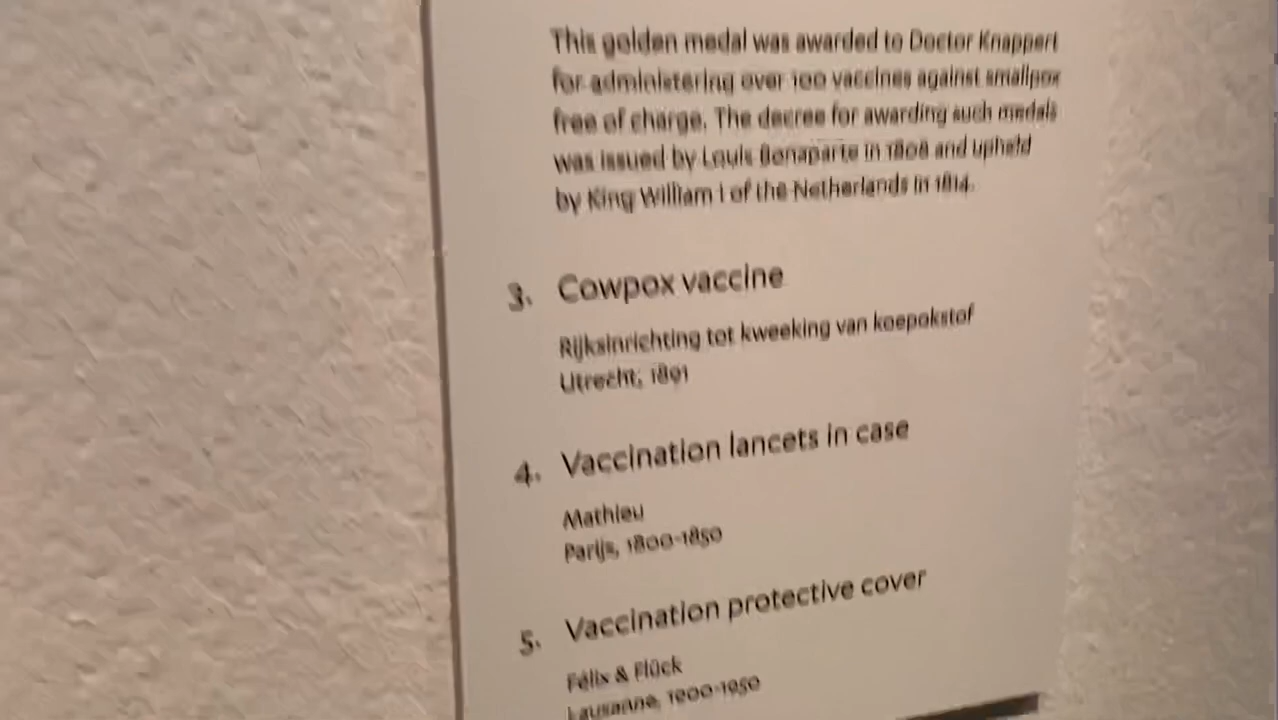 This golden medal was awarded to Doctor Knappert
for administering over 100 vaccines against smallpox
free of charge. The decree for awarding such medals
was issued by Louis Bonaparte in 1808 and upheld
by King William I of the Netherlands in 1814.
3. Cowpox vaccine
Rijksinrichting tot kweeking van koepokstof
Utrecht, 1891
4. Vaccination lancets in case
Mathieu
Parijs, 1800-1850
5. Vaccination protective cover
Félix & Flück
Lausanne, 1900-1950